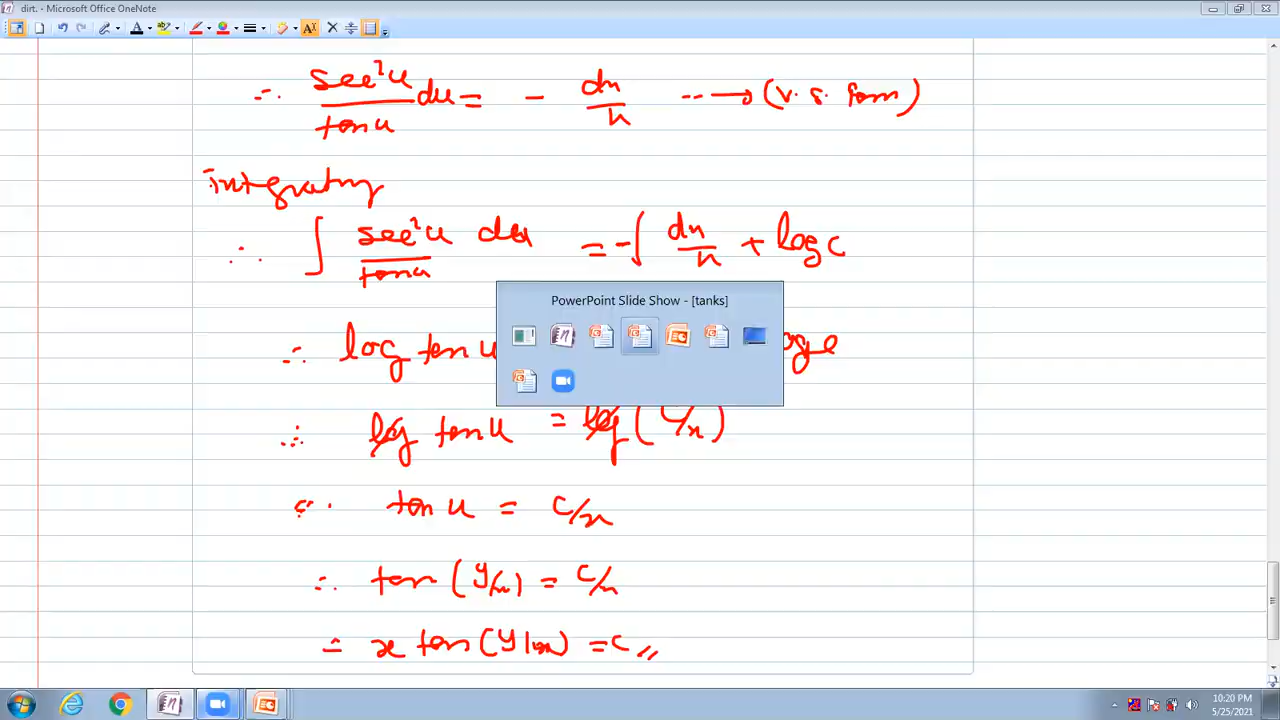 dirt. - Microsoft Office OneNote
∴ sec²u/tan u du = - dx/x ---→ (v.s. form)
integrating
∴ ∫ sec²u/tan u du = -∫ dx/x + log c
PowerPoint Slide Show - [tanks]
∴ log tan u
∴ log tan u = log (c/x)
∴ tan u = c/x
∴ tan (y/x) = c/x
= x tan (y/x) = c //
10:20 PM
5/25/2021